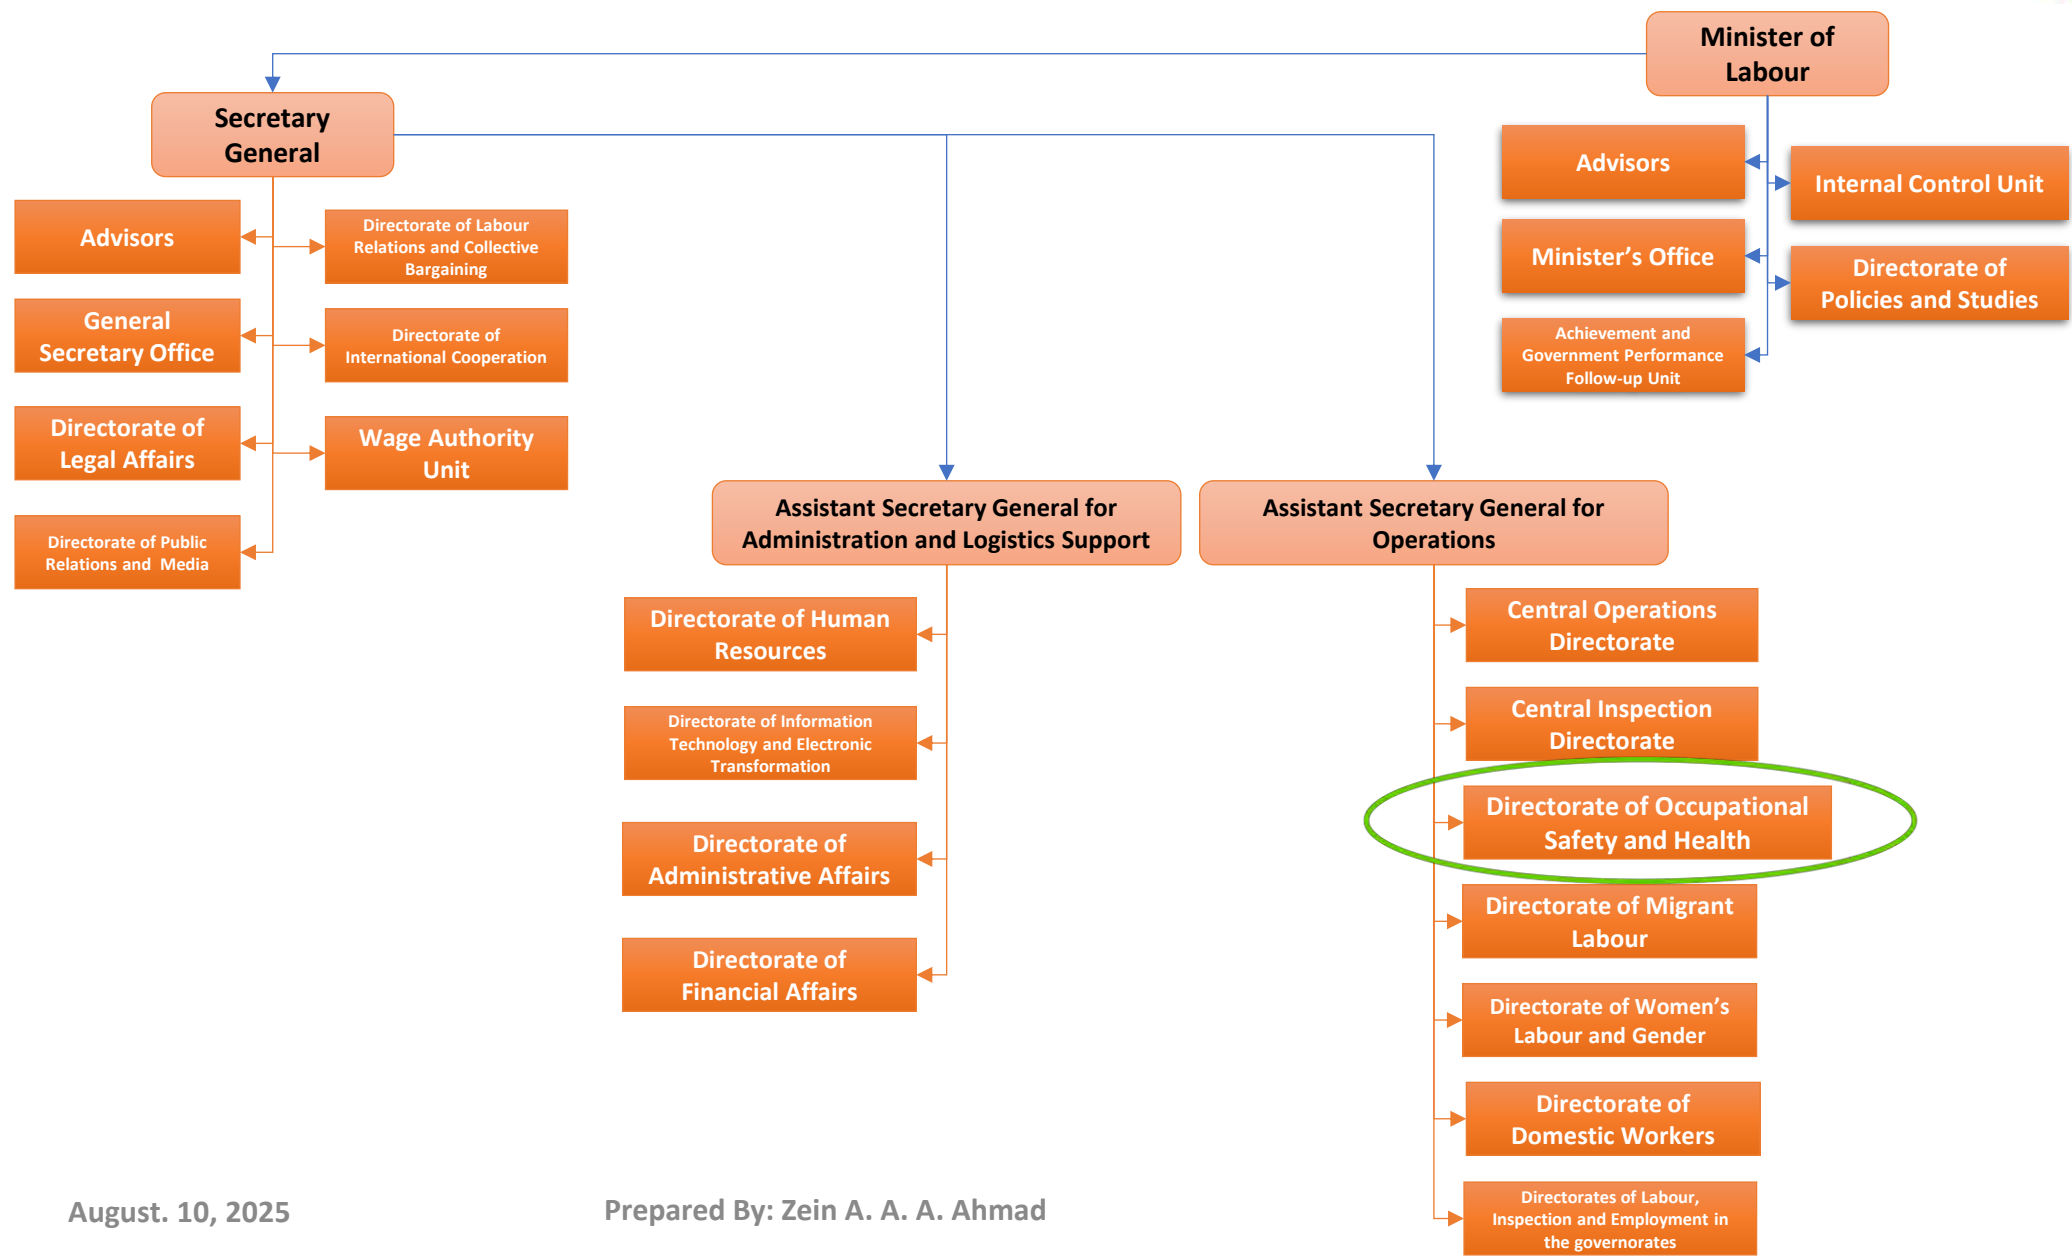 Minister of
Labour
Secretary
General
Advisors
Internal Control Unit
Minister’s Office
Directorate of
Policies and Studies
Achievement and
Government Performance
Follow-up Unit
Advisors
Directorate of Labour
Relations and Collective
Bargaining
General
Secretary Office
Directorate of
International Cooperation
Directorate of
Legal Affairs
Wage Authority
Unit
Directorate of Public
Relations and Media
Assistant Secretary General for
Administration and Logistics Support
Assistant Secretary General for
Operations
Directorate of Human
Resources
Directorate of Information
Technology and Electronic
Transformation
Directorate of
Administrative Affairs
Directorate of
Financial Affairs
Central Operations
Directorate
Central Inspection
Directorate
Directorate of Occupational
Safety and Health
Directorate of Migrant
Labour
Directorate of Women’s
Labour and Gender
Directorate of
Domestic Workers
Directorates of Labour,
Inspection and Employment in
the governorates
August. 10, 2025
Prepared By: Zein A. A. A. Ahmad